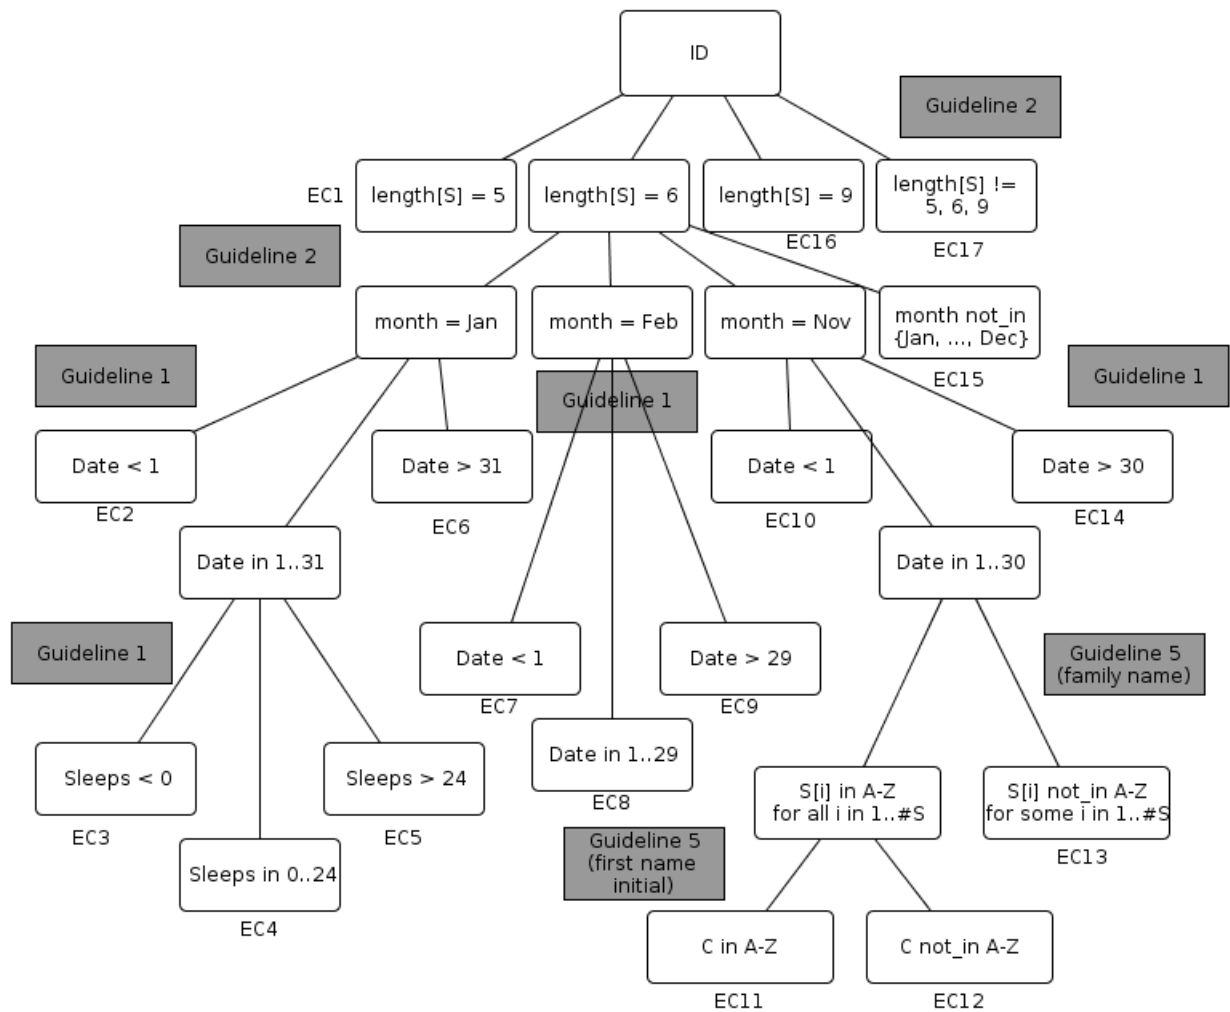 ID
Guideline 2
EC1
length[S] = 5
length[S] = 6
length[S] = 9
length[S] !=
5, 6, 9
EC16
EC17
Guideline 2
month = Jan
month = Feb
month = Nov
month not_in
{Jan, ..., Dec}
EC15
Guideline 1
Guideline 1
Guideline 1
Date < 1
EC2
Date > 31
EC6
Date < 1
EC10
Date > 30
EC14
Date in 1..31
Date in 1..30
Guideline 1
Date < 1
EC7
Date > 29
EC9
Guideline 5
(family name)
Sleeps < 0
EC3
Sleeps > 24
EC5
Date in 1..29
EC8
S[i] in A-Z
for all i in 1..#S
S[i] not_in A-Z
for some i in 1..#S
EC13
Sleeps in 0..24
EC4
Guideline 5
(first name
initial)
C in A-Z
EC11
C not_in A-Z
EC12